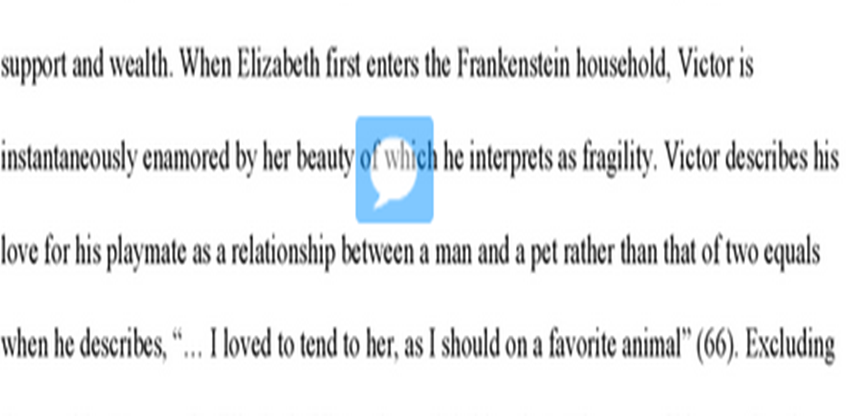 support and wealth. When Elizabeth first enters the Frankenstein household, Victor is
instantaneously enamored by her beauty of which he interprets as fragility. Victor describes his
love for his playmate as a relationship between a man and a pet rather than that of two equals
when he describes, “… I loved to tend to her, as I should on a favorite animal” (66). Excluding